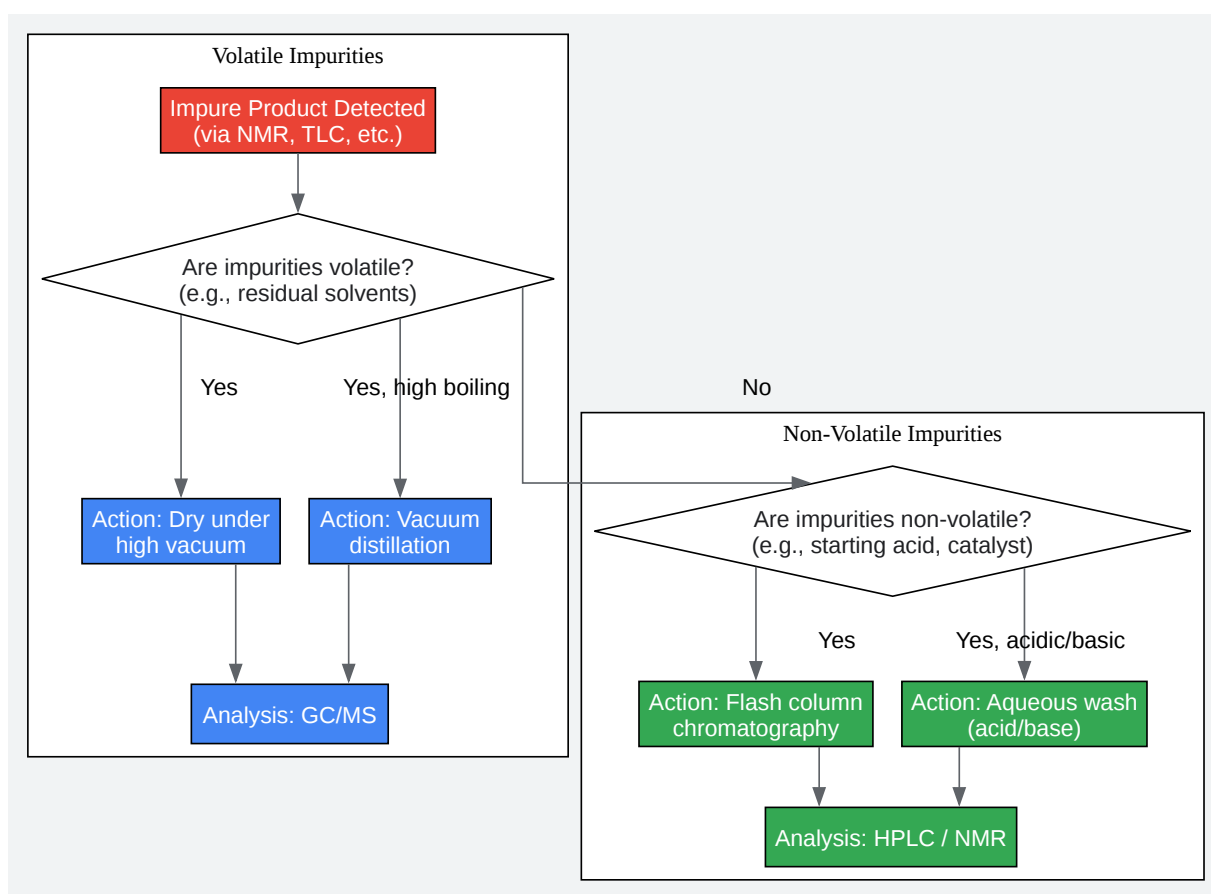 Volatile Impurities
Impure Product Detected
(via NMR, TLC, etc.)
Are impurities volatile?
(e.g., residual solvents)
Yes
Yes, high boiling
No
Action: Dry under
high vacuum
Action: Vacuum
distillation
Analysis: GC/MS
Non-Volatile Impurities
Are impurities non-volatile?
(e.g., starting acid, catalyst)
Yes
Yes, acidic/basic
Action: Flash column
chromatography
Action: Aqueous wash
(acid/base)
Analysis: HPLC / NMR